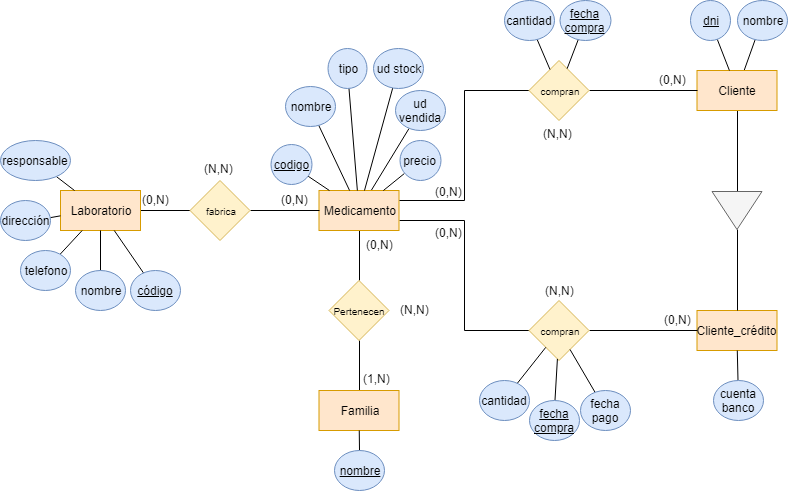 cantidad
fecha
compra
dni
nombre
tipo
ud stock
(0,N)
compran
Cliente
nombre
ud
vendida
(N,N)
responsable
(N,N)
codigo
precio
(0,N)
(0,N)
(0,N)
Laboratorio
fabrica
Medicamento
dirección
(0,N)
(0,N)
telefono
nombre
código
(N,N)
Pertenecen
(N,N)
(0,N)
compran
Cliente_crédito
(1,N)
cantidad
fecha
compra
fecha
pago
cuenta
banco
Familia
nombre